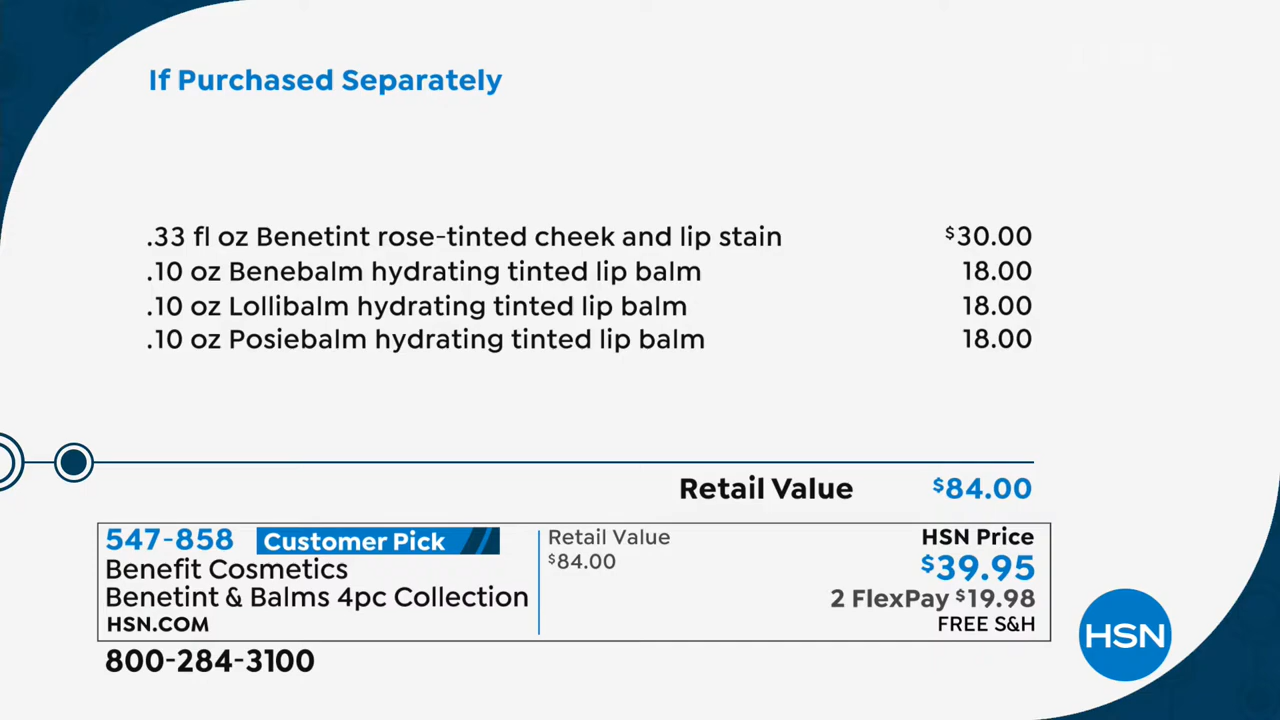 If Purchased Separately
.33 fl oz Benetint rose-tinted cheek and lip stain $30.00
.10 oz Benebalm hydrating tinted lip balm 18.00
.10 oz Lollibalm hydrating tinted lip balm 18.00
.10 oz Posiebalm hydrating tinted lip balm 18.00
Retail Value $84.00
547-858 Customer Pick
Benefit Cosmetics
Benetint & Balms 4pc Collection
HSN.COM
Retail Value
$84.00
HSN Price
$39.95
2 FlexPay $19.98
FREE S&H
800-284-3100
HSN